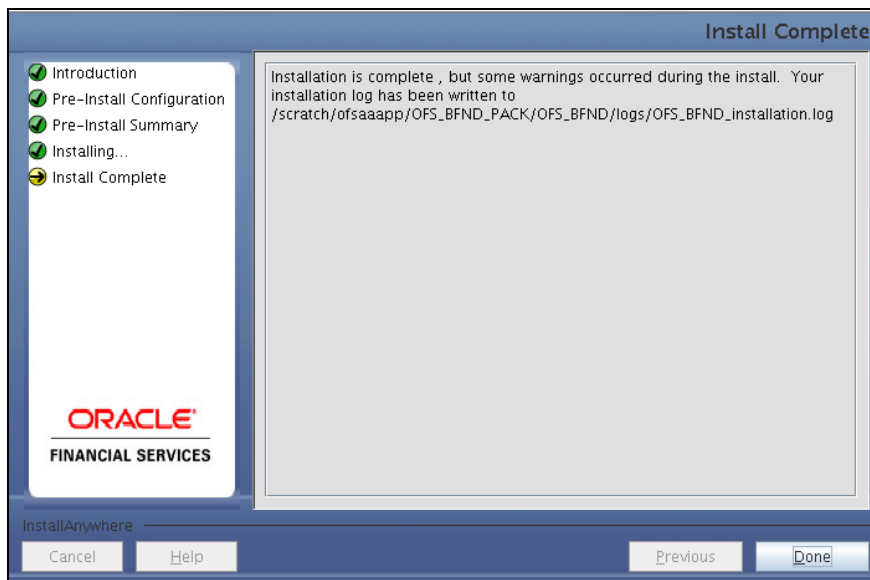 Install Complete
Introduction
Pre-Install Configuration
Pre-Install Summary
Installing...
Install Complete
Installation is complete , but some warnings occurred during the install. Your
installation log has been written to
/scratch/ofsaaapp/OFS_BFND_PACK/OFS_BFND/logs/OFS_BFND_installation.log
ORACLE'
FINANCIAL SERVICES
InstallAnywhere
Cancel
Help
Previous
Done